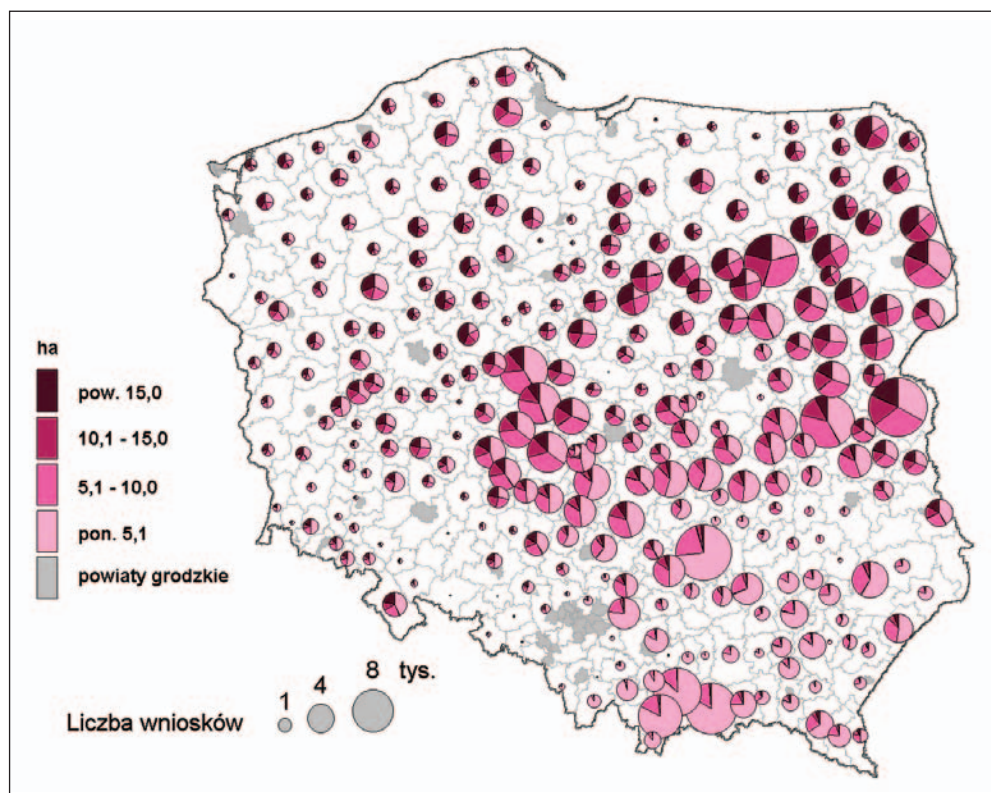 ha
pow. 15,0
10,1 - 15,0
5,1 - 10,0
pon. 5,1
powiaty grodzkie
1 4 8 tys.
Liczba wniosków